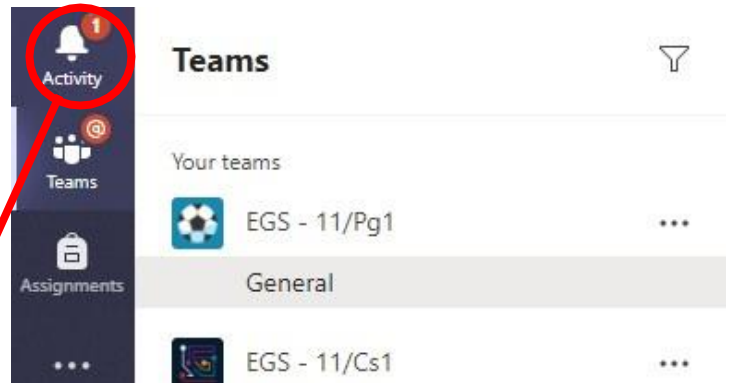 1
Activity
@
Teams
Assignments
...
Teams
Your teams
EGS - 11/Pg1 ...
General
EGS - 11/Cs1 ...